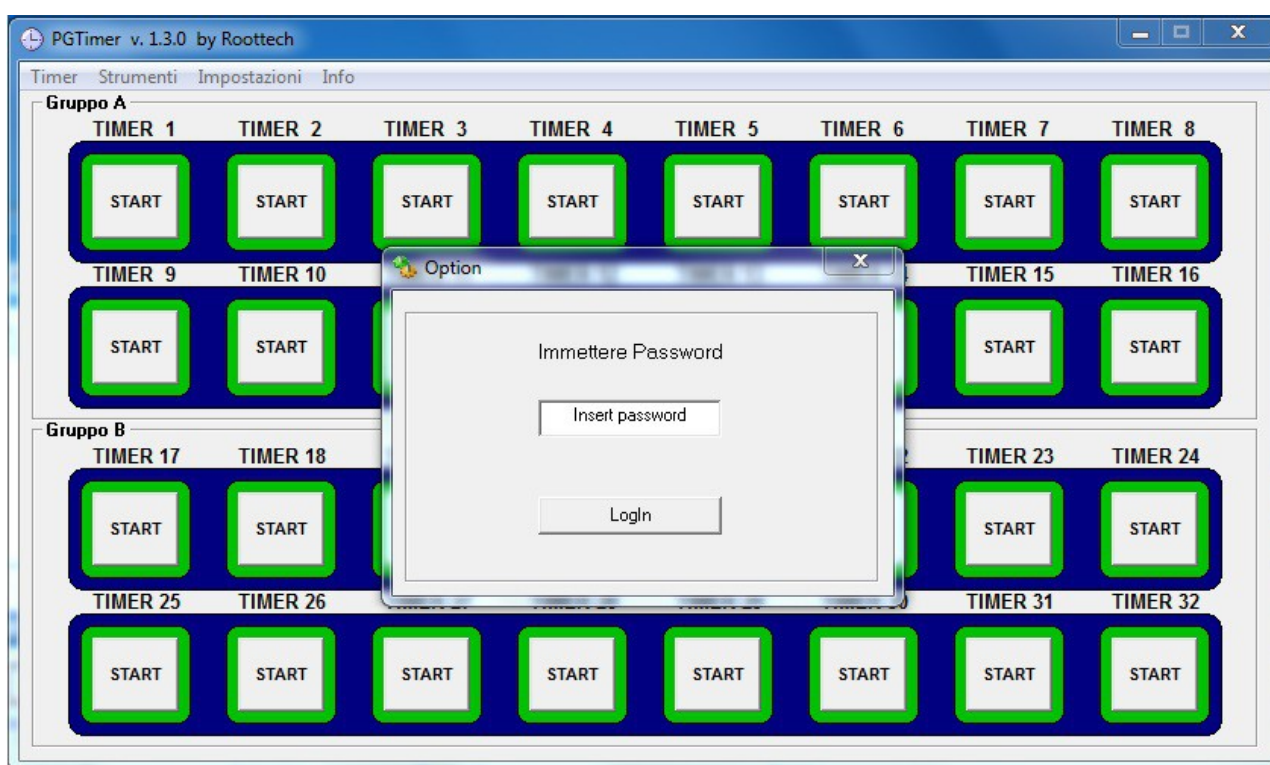 PGTimer v. 1.3.0 by Roottech
Timer Strumenti Impostazioni Info
Gruppo A
TIMER 1 TIMER 2 TIMER 3 TIMER 4 TIMER 5 TIMER 6 TIMER 7 TIMER 8
START START START START START START START START
TIMER 9 TIMER 10 TIMER 15 TIMER 16
Option
START START START START
Immettere Password
Insert password
Gruppo B
TIMER 17 TIMER 18 TIMER 23 TIMER 24
START START START START
LogIn
TIMER 25 TIMER 26 TIMER 31 TIMER 32
START START START START START START START START